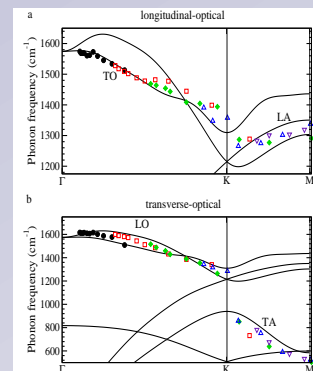 a
longitudinal-optical
Phonon frequency (cm⁻¹)
1600
1500
1400
1300
1200
TO
LA
Γ
K
M
b
transverse-optical
Phonon frequency (cm⁻¹)
1600
1400
1200
1000
800
600
LO
TA
Γ
K
M